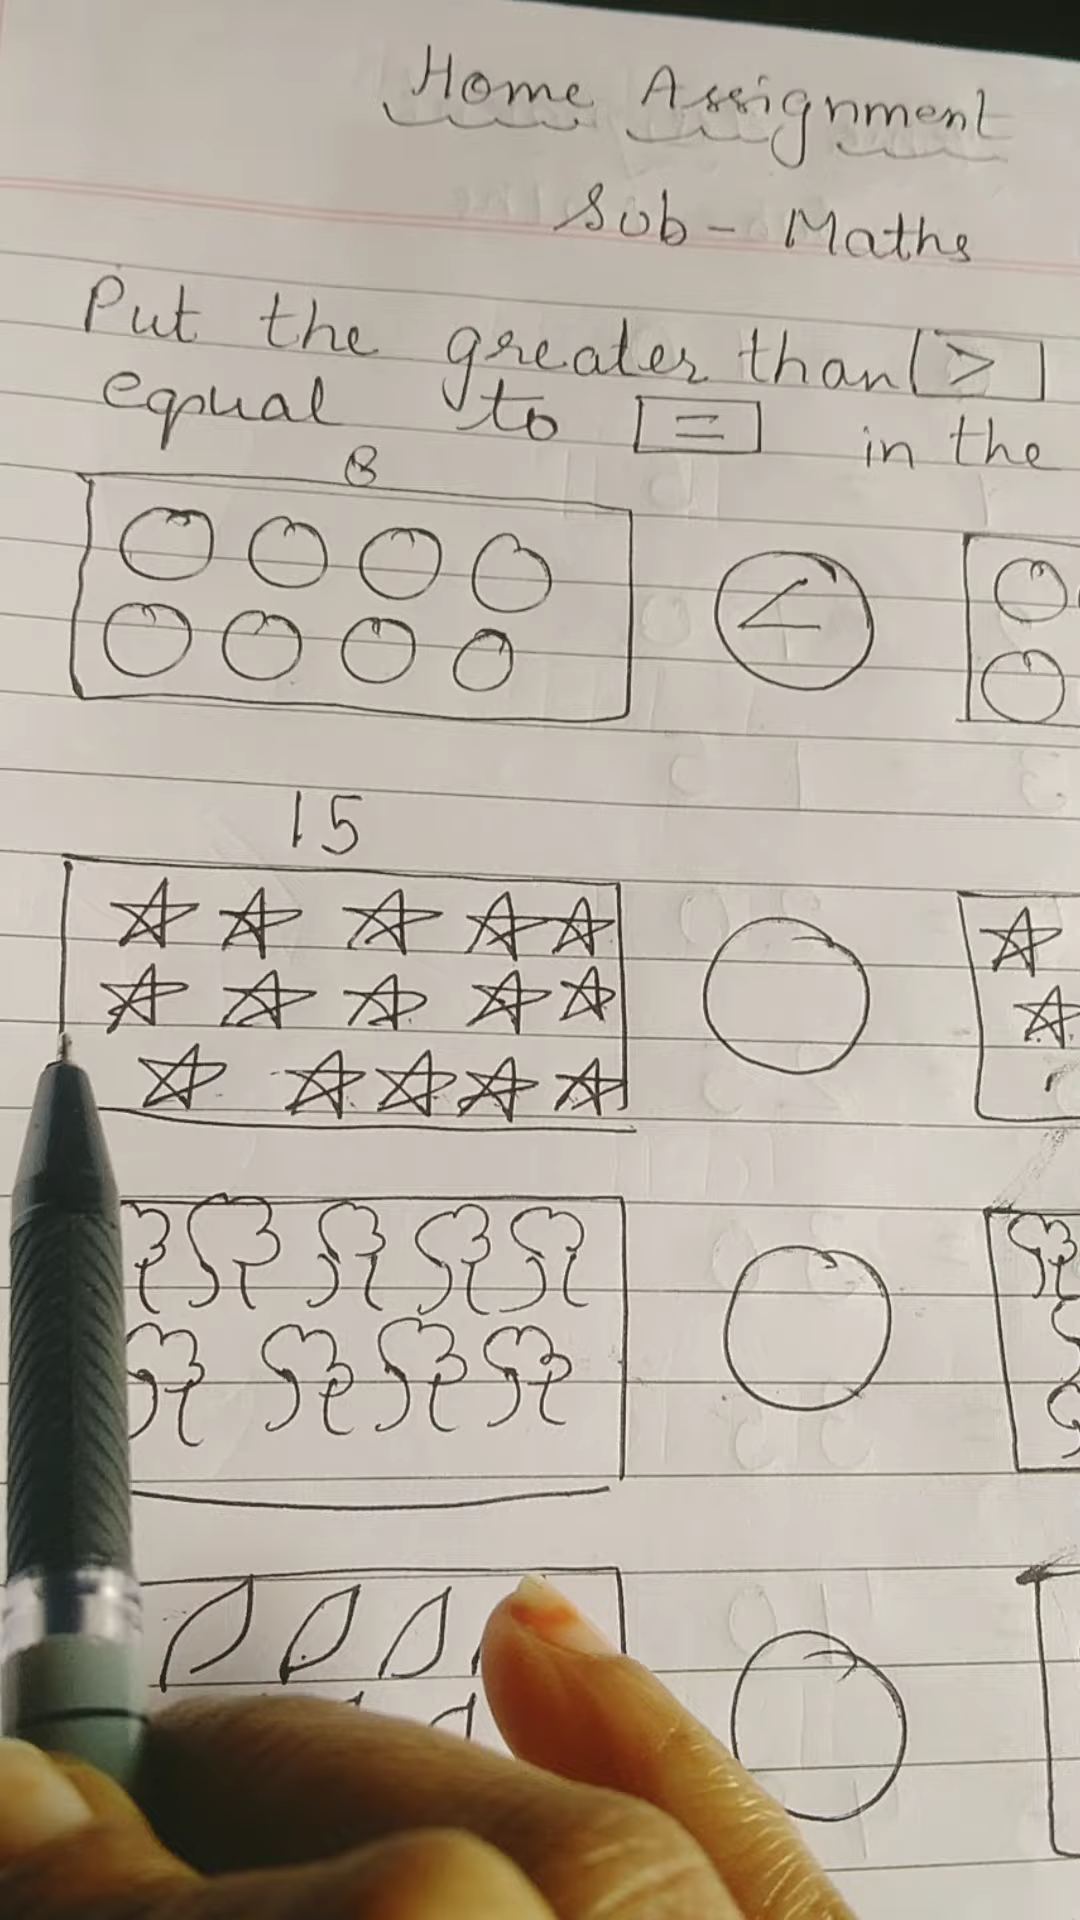 Home Assignment
Sub - Maths
Put the greater than >
equal to = in the
8
<
15